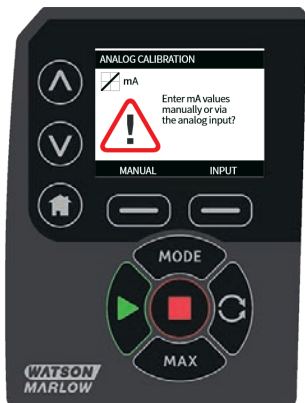 ANALOG CALIBRATION
mA
Enter mA values
manually or via
the analog input?
MANUAL INPUT
MODE
MAX
WATSON
MARLOW